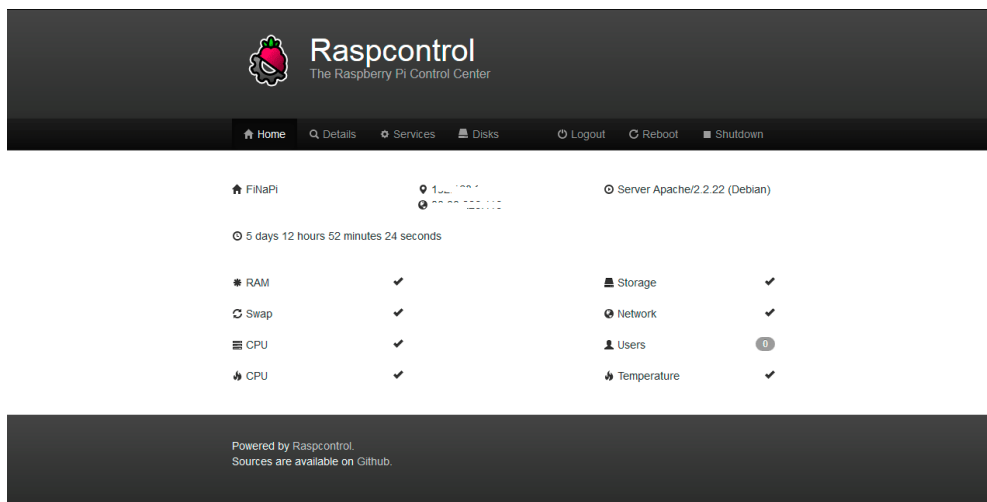 Raspcontrol
The Raspberry Pi Control Center
Home Details Services Disks Logout Reboot Shutdown
FiNaPi
Server Apache/2.2.22 (Debian)
5 days 12 hours 52 minutes 24 seconds
RAM
Storage
Swap
Network
CPU
Users 0
CPU
Temperature
Powered by Raspcontrol.
Sources are available on Github.